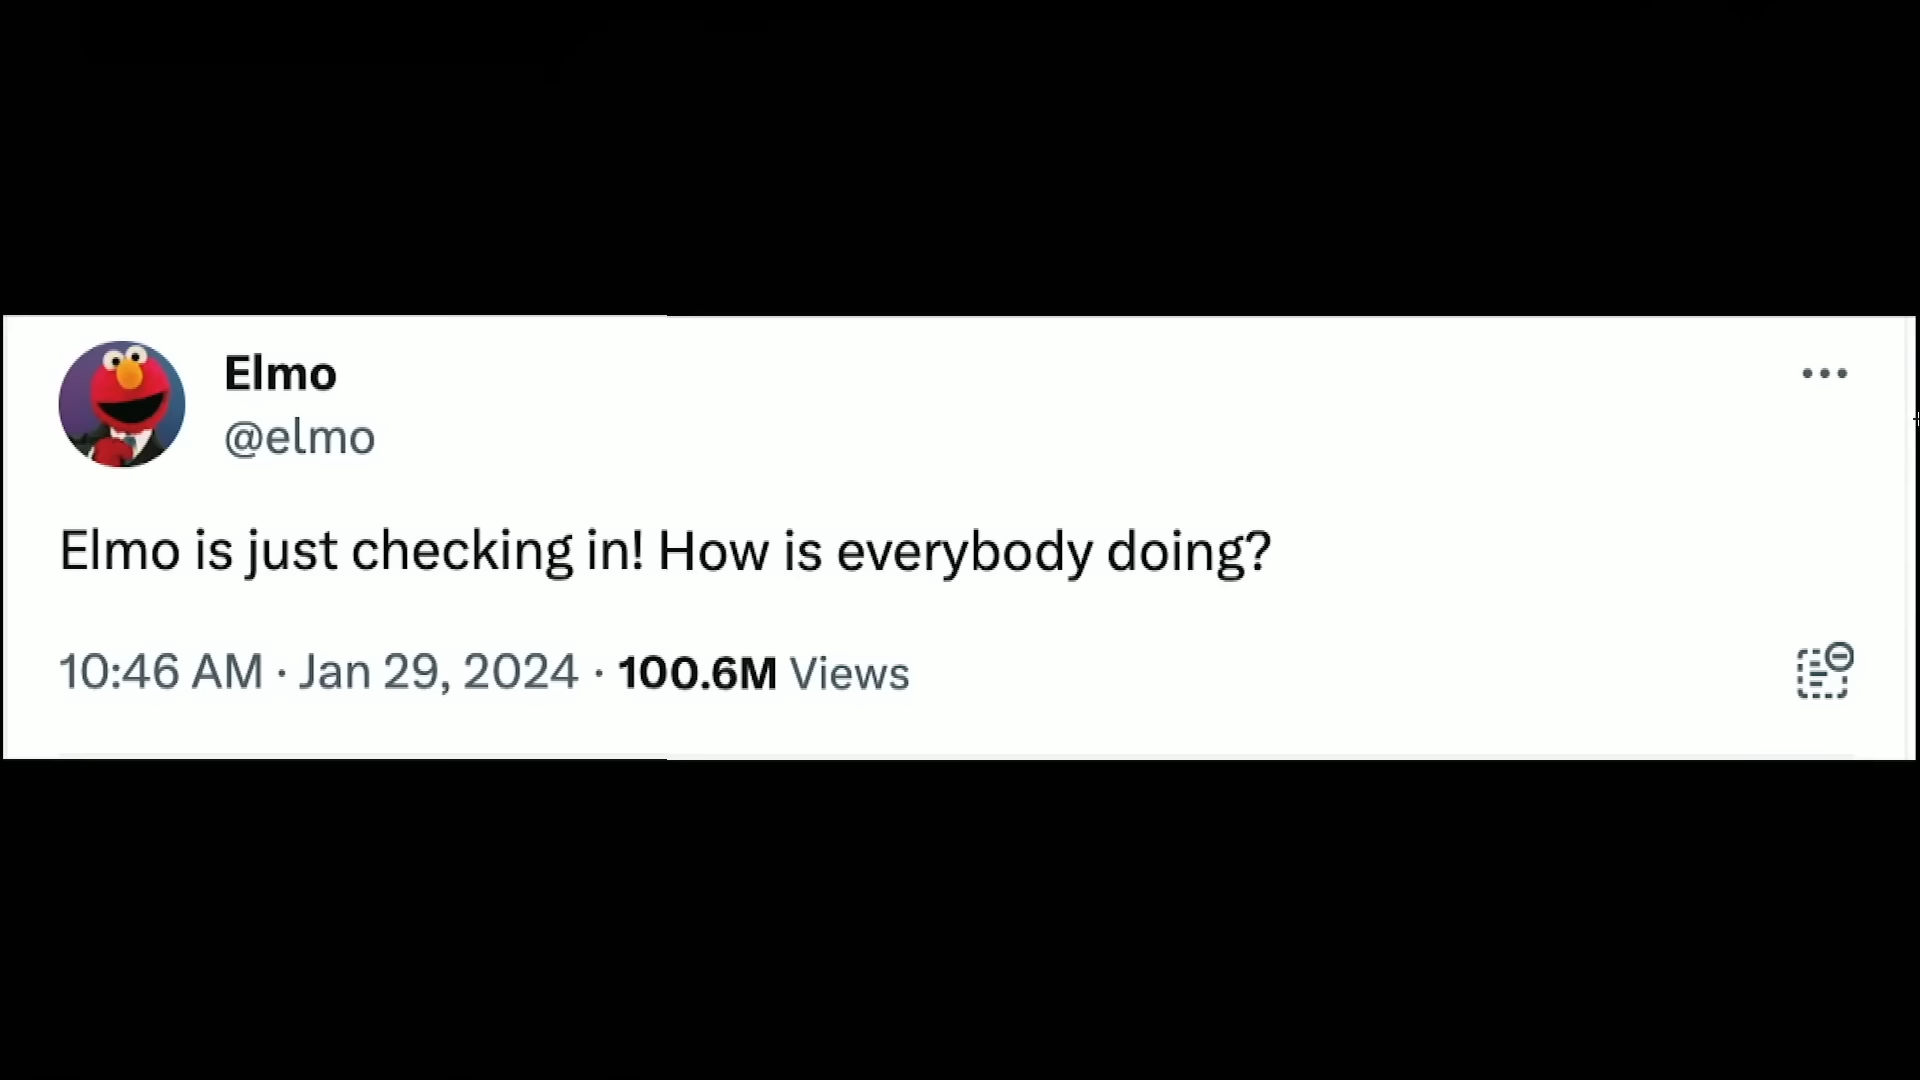 Elmo
@elmo
Elmo is just checking in! How is everybody doing?
10:46 AM · Jan 29, 2024 · 100.6M Views